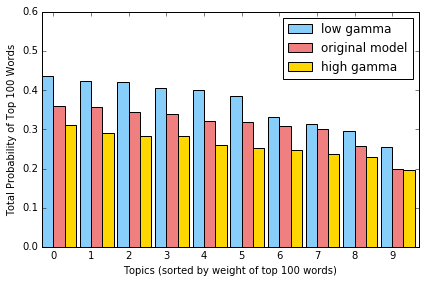 0.6
0.5
0.4
0.3
0.2
0.1
0.0
Total Probability of Top 100 Words
low gamma
original model
high gamma
0 1 2 3 4 5 6 7 8 9
Topics (sorted by weight of top 100 words)